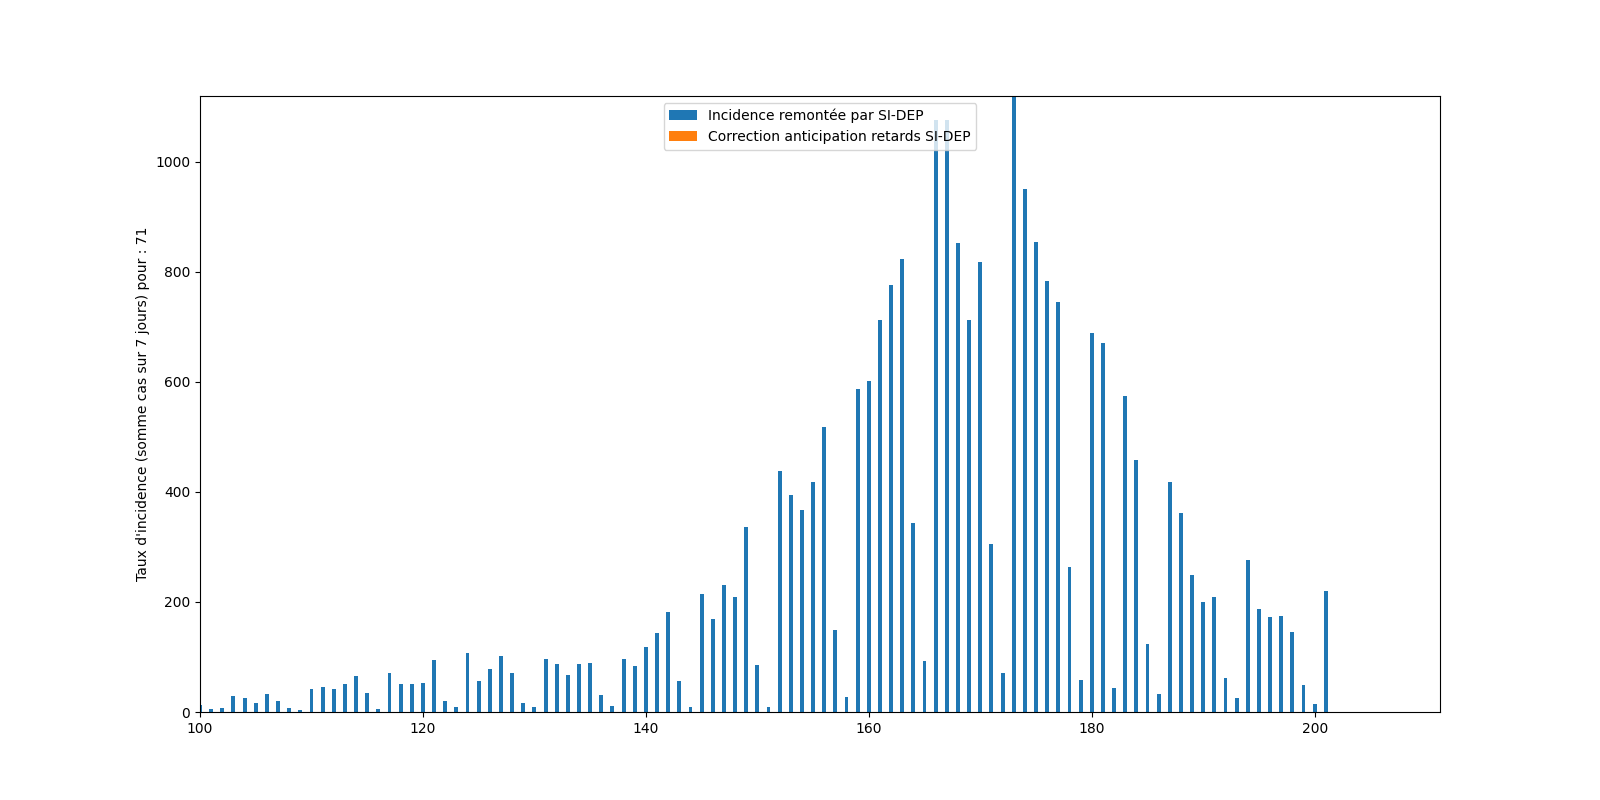 Incidence remontée par SI-DEP
Correction anticipation retards SI-DEP
Taux d'incidence (somme cas sur 7 jours) pour : 71
1000
800
600
400
200
0
100 120 140 160 180 200